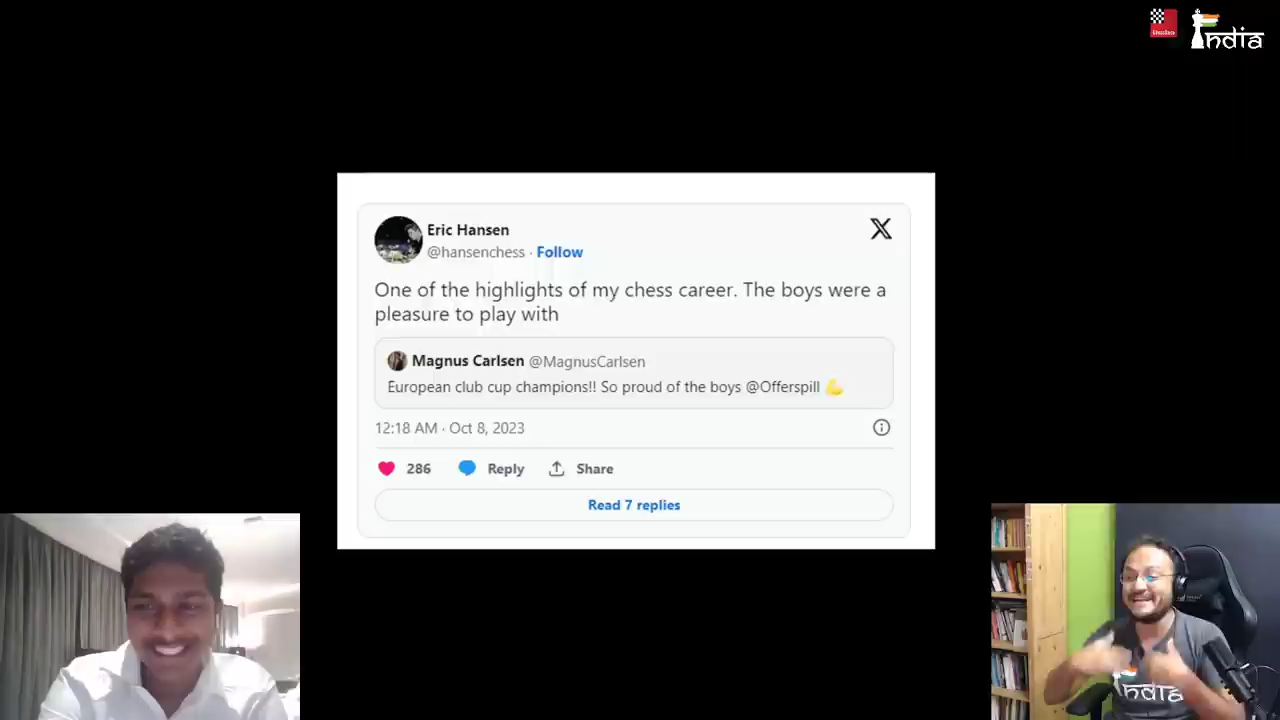 ChessBase
India
Eric Hansen
@hansenchess · Follow
One of the highlights of my chess career. The boys were a
pleasure to play with
Magnus Carlsen @MagnusCarlsen
European club cup champions!! So proud of the boys @Offerspill 💪
12:18 AM · Oct 8, 2023
286 Reply Share
Read 7 replies
India